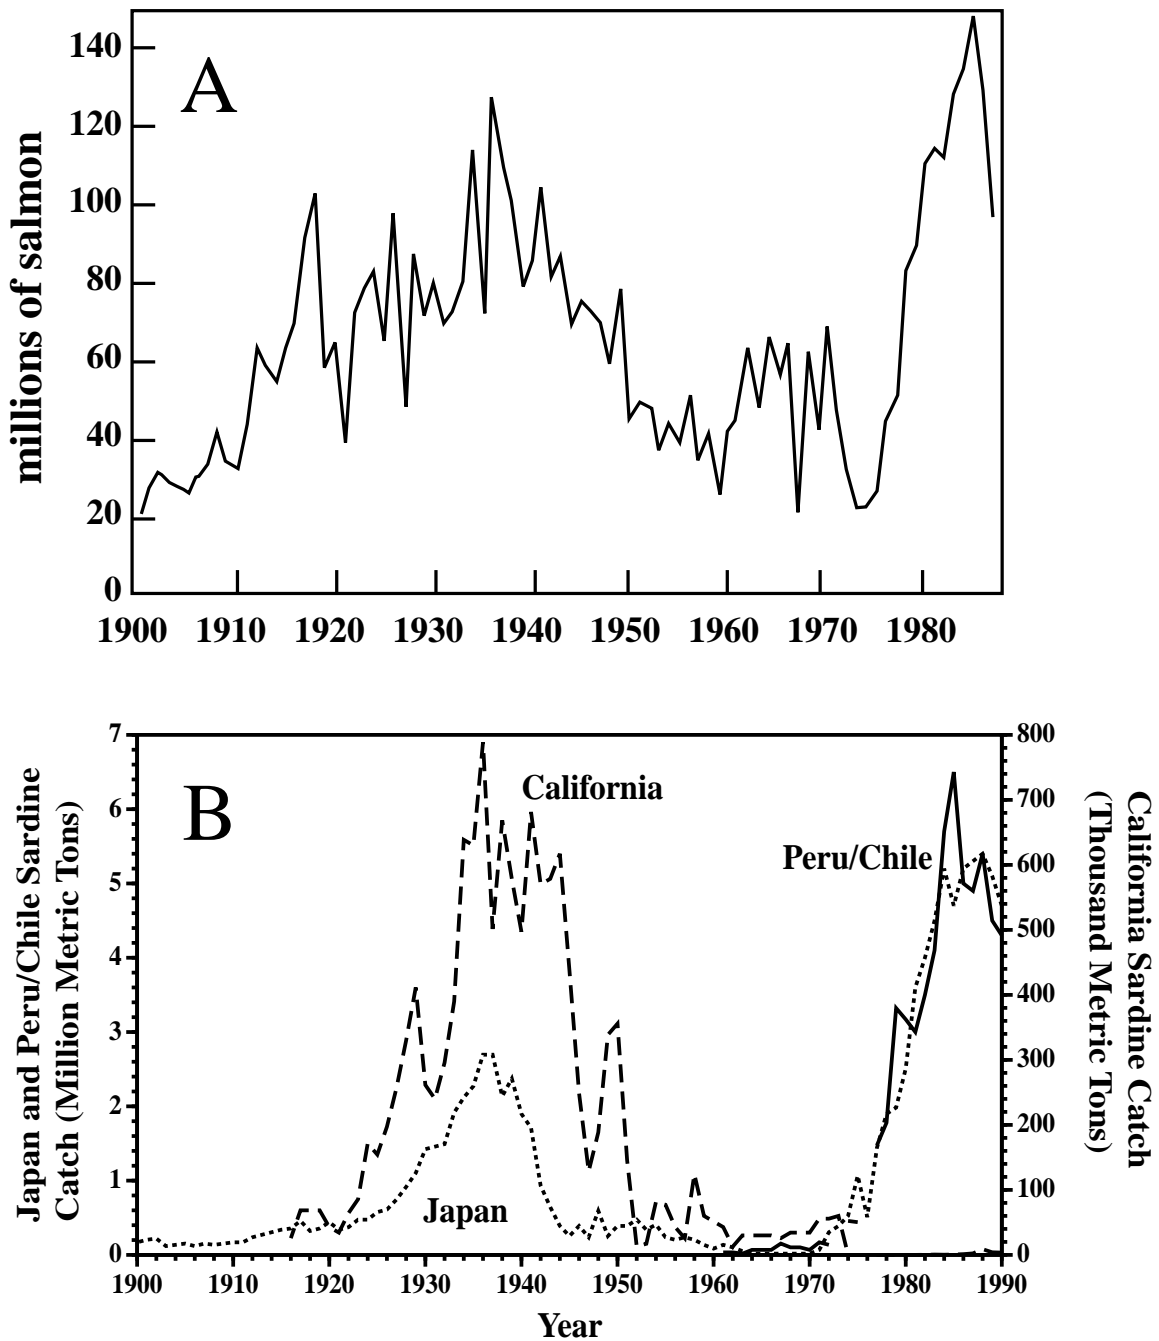 A
millions of salmon
140
120
100
80
60
40
20
0
1900 1910 1920 1930 1940 1950 1960 1970 1980
B
Japan and Peru/Chile Sardine
Catch (Million Metric Tons)
7
6
5
4
3
2
1
0
California
Peru/Chile
Japan
800
700
600
500
400
300
200
100
0
California Sardine Catch
(Thousand Metric Tons)
1900 1910 1920 1930 1940 1950 1960 1970 1980 1990
Year